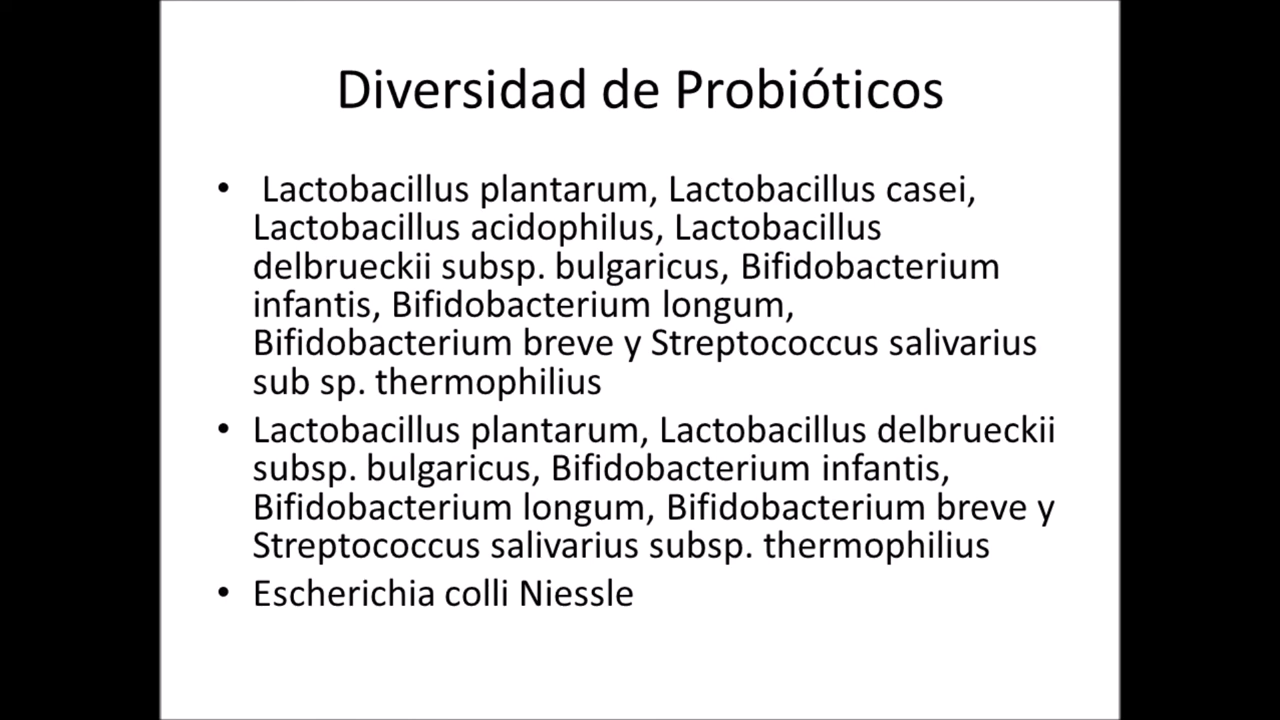 Diversidad de Probióticos
• Lactobacillus plantarum, Lactobacillus casei,
Lactobacillus acidophilus, Lactobacillus
delbrueckii subsp. bulgaricus, Bifidobacterium
infantis, Bifidobacterium longum,
Bifidobacterium breve y Streptococcus salivarius
sub sp. thermophilius
• Lactobacillus plantarum, Lactobacillus delbrueckii
subsp. bulgaricus, Bifidobacterium infantis,
Bifidobacterium longum, Bifidobacterium breve y
Streptococcus salivarius subsp. thermophilius
• Escherichia colli Niessle